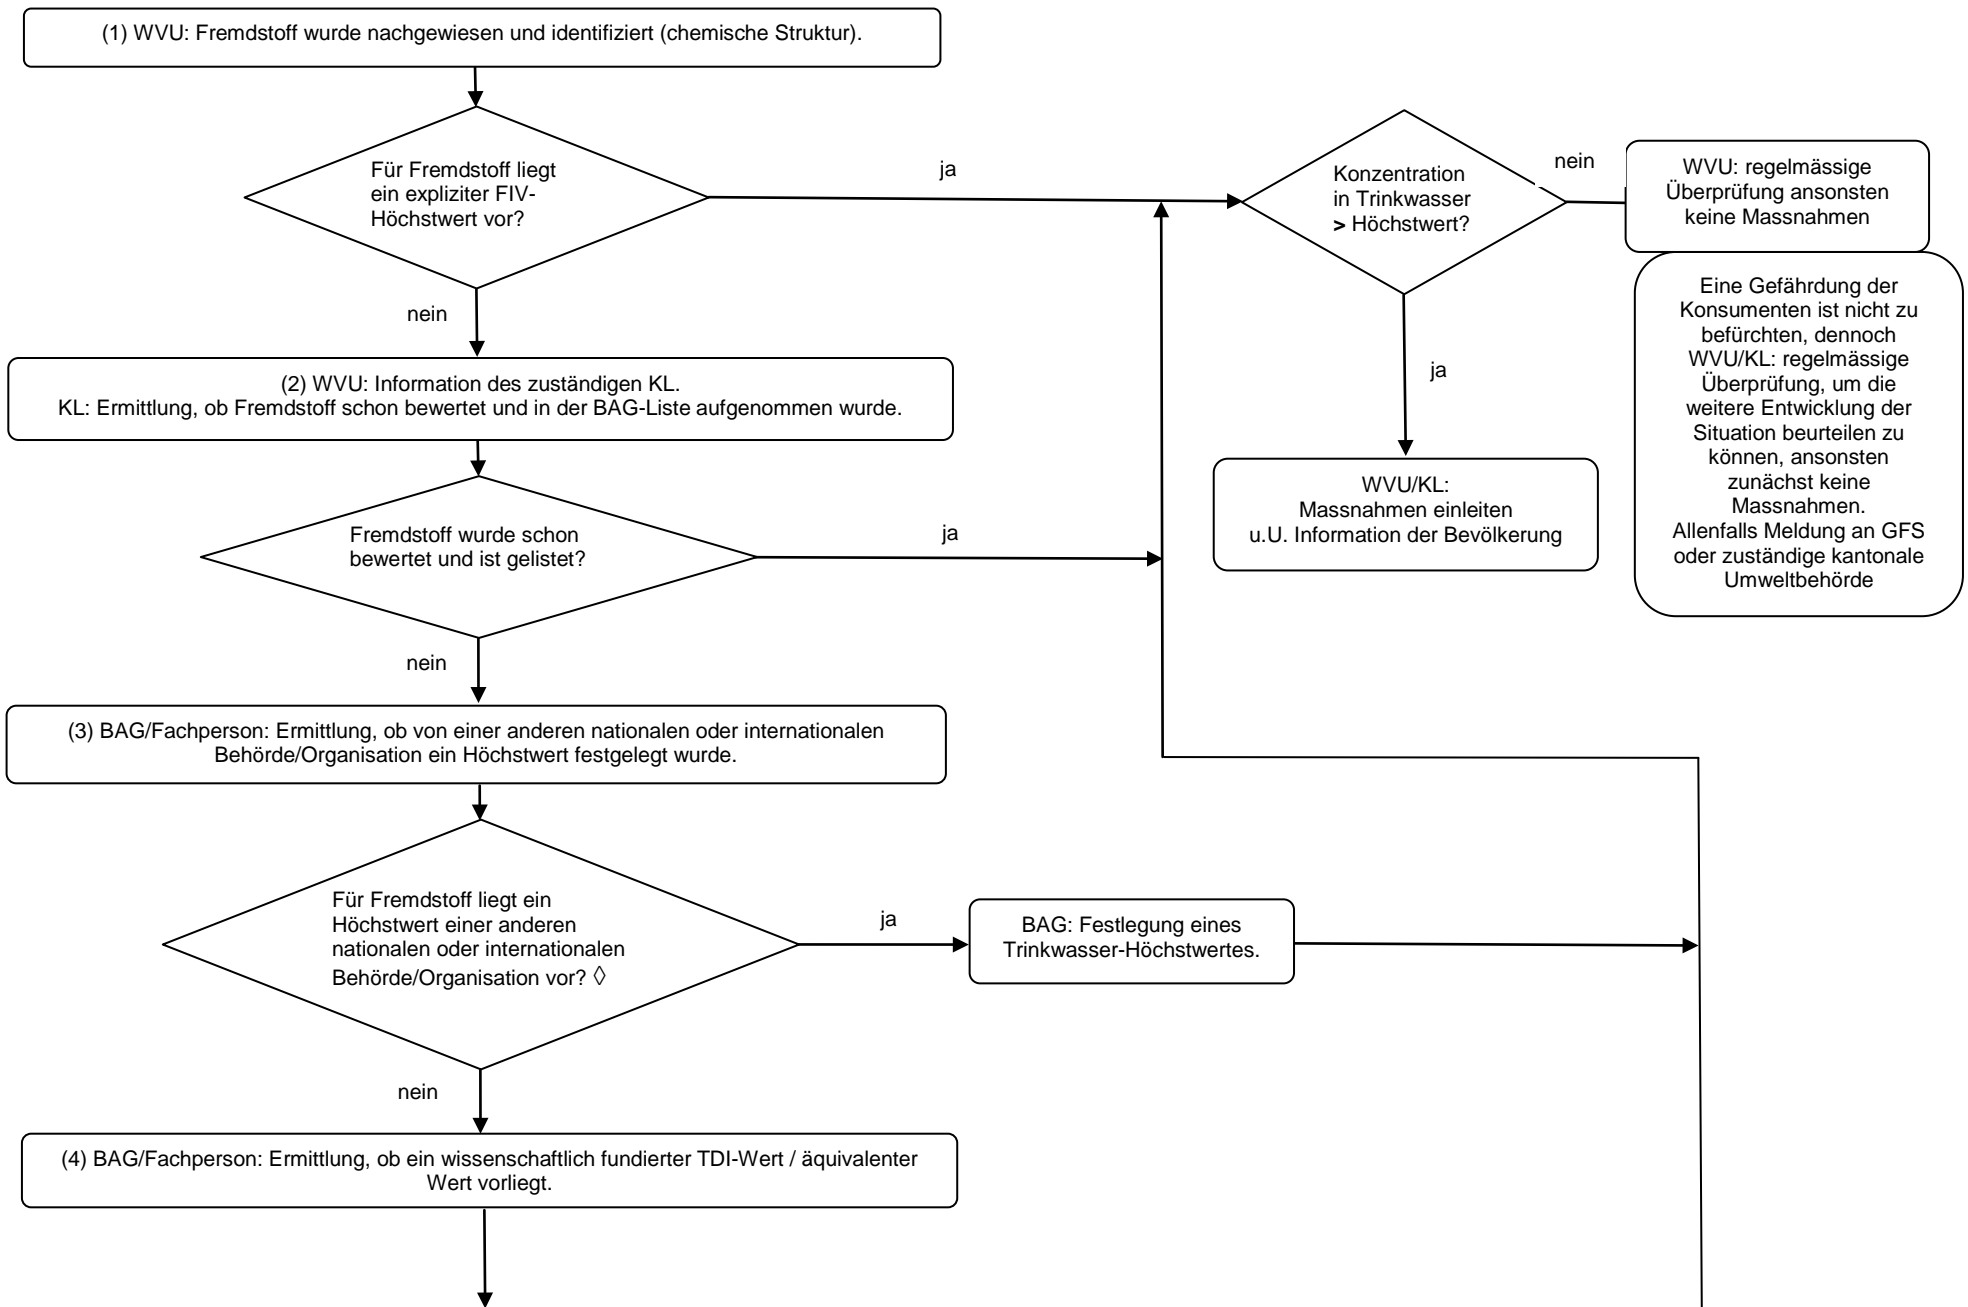 (1) WVU: Fremdstoff wurde nachgewiesen und identifiziert (chemische Struktur).
Für Fremdstoff liegt
ein expliziter FIV-
Höchstwert vor?
ja
Konzentration
in Trinkwasser
> Höchstwert?
nein
WVU: regelmässige
Überprüfung ansonsten
keine Massnahmen
Eine Gefährdung der
Konsumenten ist nicht zu
befürchten, dennoch
WVU/KL: regelmässige
Überprüfung, um die
weitere Entwicklung der
Situation beurteilen zu
können, ansonsten
zunächst keine
Massnahmen.
Allenfalls Meldung an GFS
oder zuständige kantonale
Umweltbehörde
nein
ja
(2) WVU: Information des zuständigen KL.
KL: Ermittlung, ob Fremdstoff schon bewertet und in der BAG-Liste aufgenommen wurde.
WVU/KL:
Massnahmen einleiten
u.U. Information der Bevölkerung
Fremdstoff wurde schon
bewertet und ist gelistet?
ja
nein
(3) BAG/Fachperson: Ermittlung, ob von einer anderen nationalen oder internationalen
Behörde/Organisation ein Höchstwert festgelegt wurde.
Für Fremdstoff liegt ein
Höchstwert einer anderen
nationalen oder internationalen
Behörde/Organisation vor? ◊
ja
BAG: Festlegung eines
Trinkwasser-Höchstwertes.
nein
(4) BAG/Fachperson: Ermittlung, ob ein wissenschaftlich fundierter TDI-Wert / äquivalenter
Wert vorliegt.